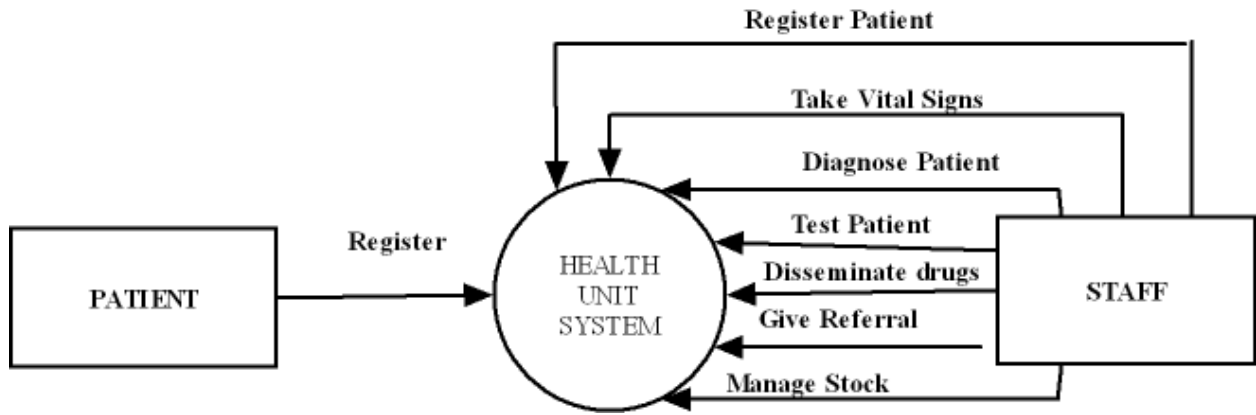 Register Patient
Take Vital Signs
Diagnose Patient
Test Patient
Register
HEALTH
UNIT
SYSTEM
PATIENT
Disseminate drugs
STAFF
Give Referral
Manage Stock